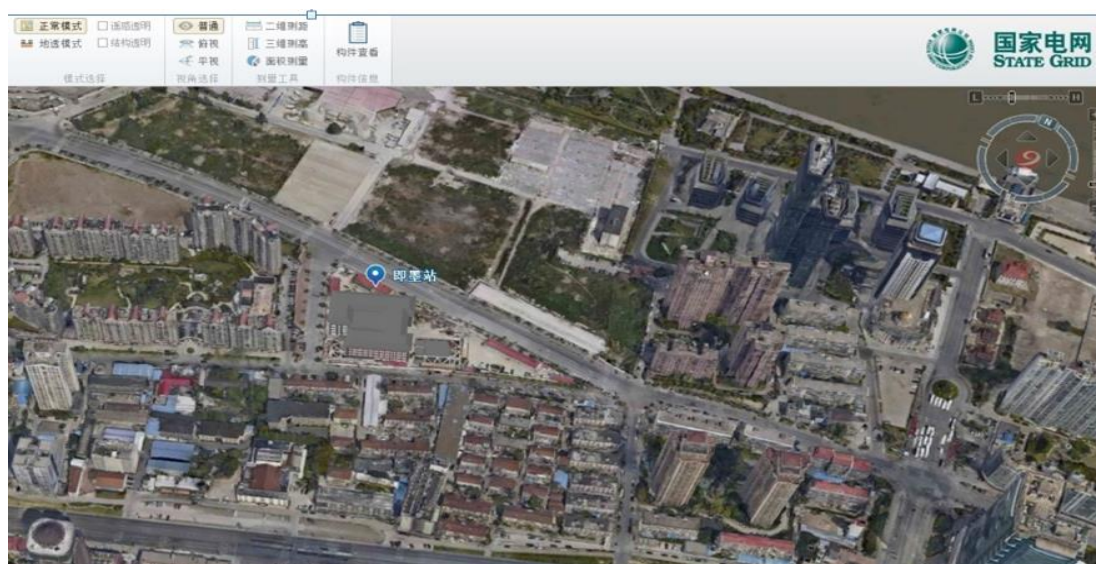 正常模式 遥感透明
地透模式 结构透明
模式选择
普通
俯视
平视
视角选择
二维测距
三维测高
面积测量
测量工具
构件查看
构件信息
国家电网
STATE GRID
L H
N
即墨站